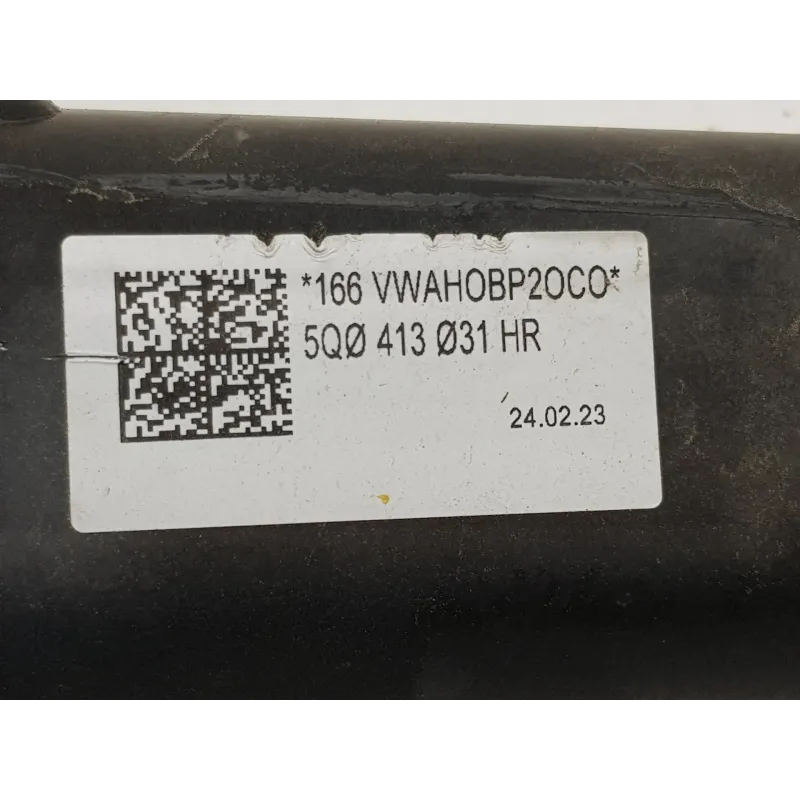 *166 VWAHOBP2OCO*
5QØ 413 Ø31 HR
24.02.23